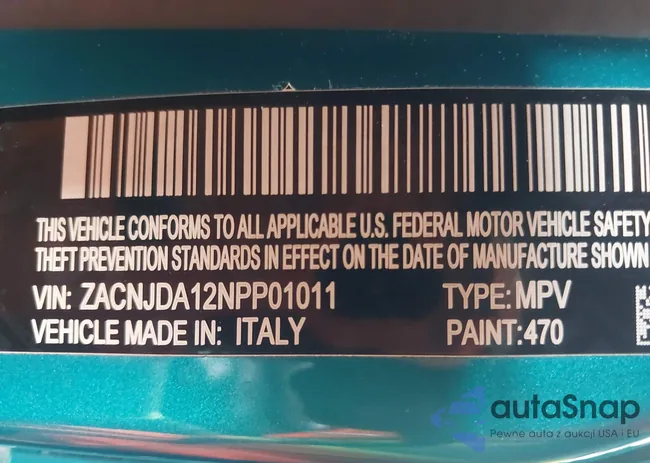 THIS VEHICLE CONFORMS TO ALL APPLICABLE U.S. FEDERAL MOTOR VEHICLE SAFETY
THEFT PREVENTION STANDARDS IN EFFECT ON THE DATE OF MANUFACTURE SHOWN
VIN: ZACNJDA12NPP01011 TYPE: MPV
VEHICLE MADE IN: ITALY PAINT:470
autaSnap
Pewne auta z aukcji USA i EU